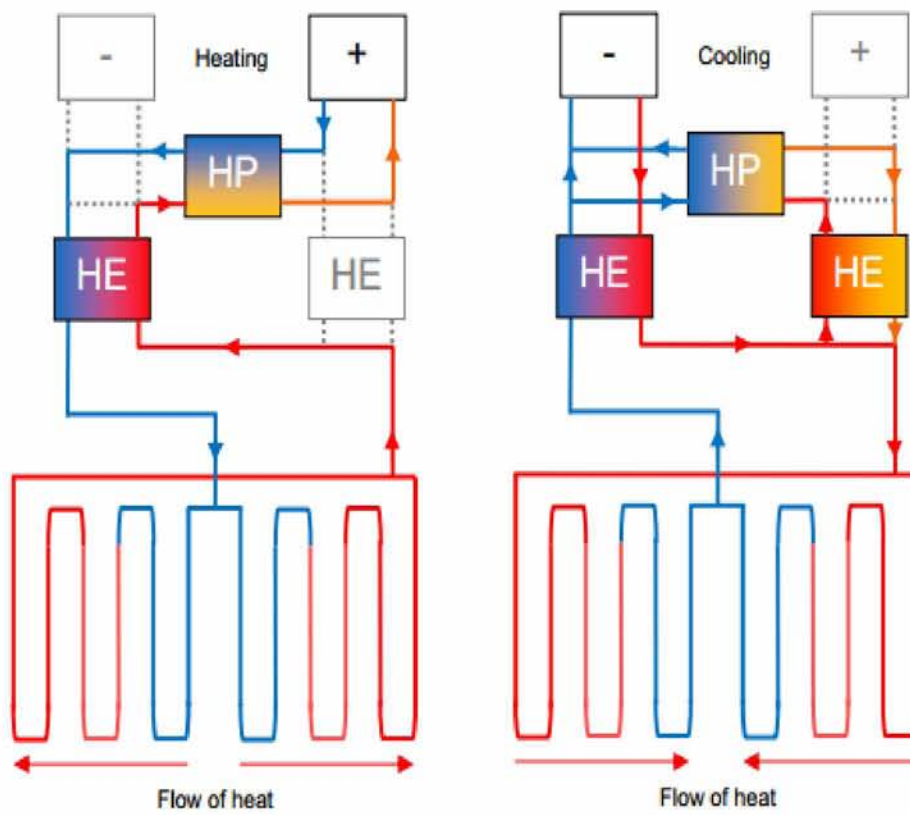 - Heating +
HP
HE HE
Flow of heat
- Cooling +
HP
HE HE
Flow of heat